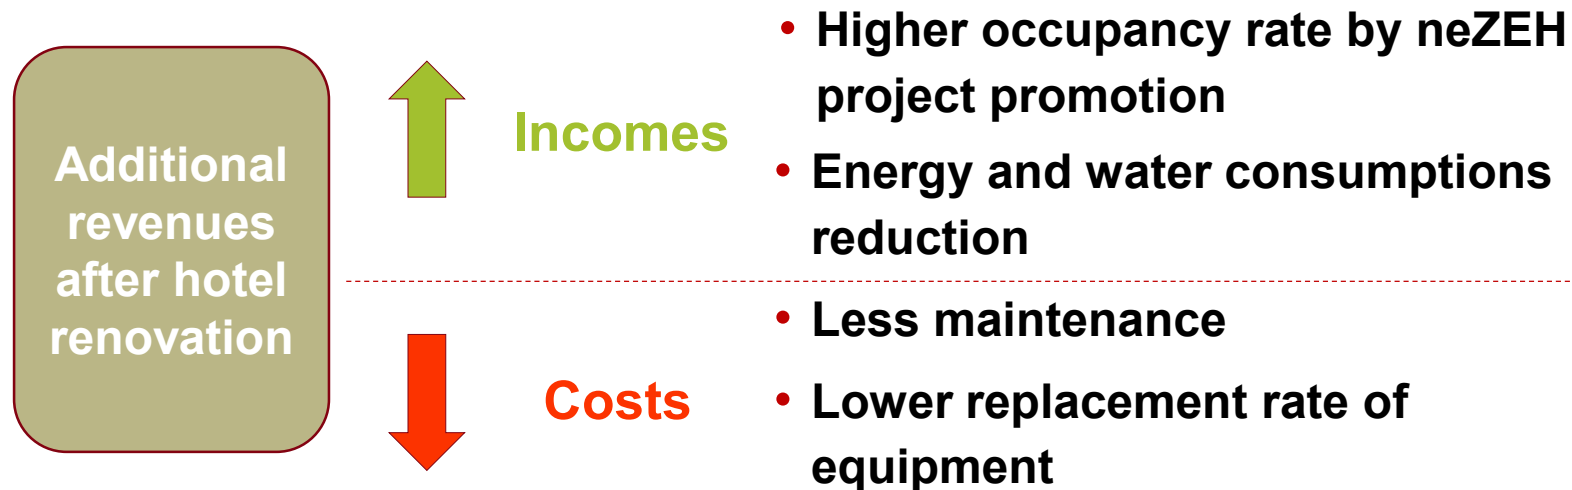 Additional
revenues
after hotel
renovation
Incomes
• Higher occupancy rate by neZEH
project promotion
• Energy and water consumptions
reduction
Costs
• Less maintenance
• Lower replacement rate of
equipment